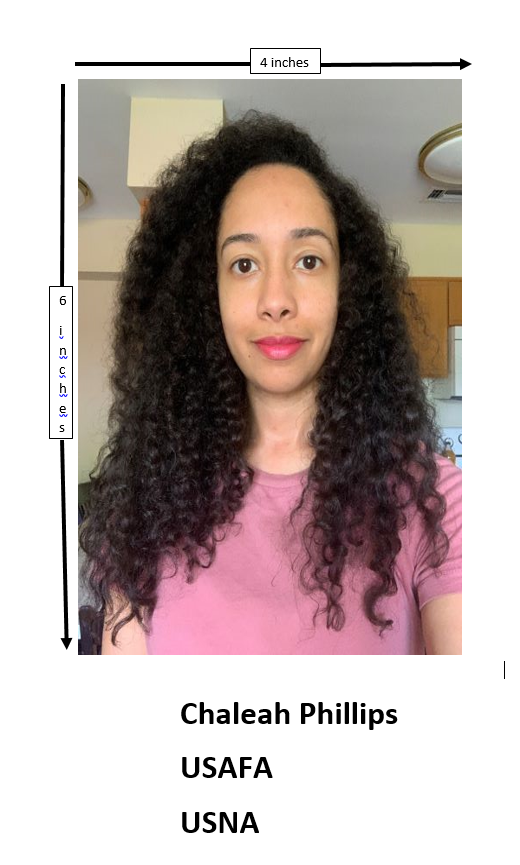 4 inches
6 inches
Chaleah Phillips
USAFA
USNA